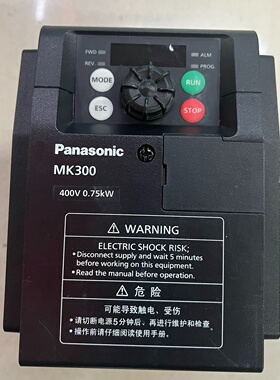 FWD ALM
REV. PROG.
MODE RUN
ESC STOP
Panasonic
MK300
400V 0.75kW
⚠ WARNING
ELECTRIC SHOCK RISK;
●Disconnect supply and wait 5 minutes
before working on this equipment.
●Read the manual before operation.
⚠ 危 险
可能导致触电、受伤
●请切断电源5分钟后，再进行维护和检查。
●操作前请仔细阅读使用手册。